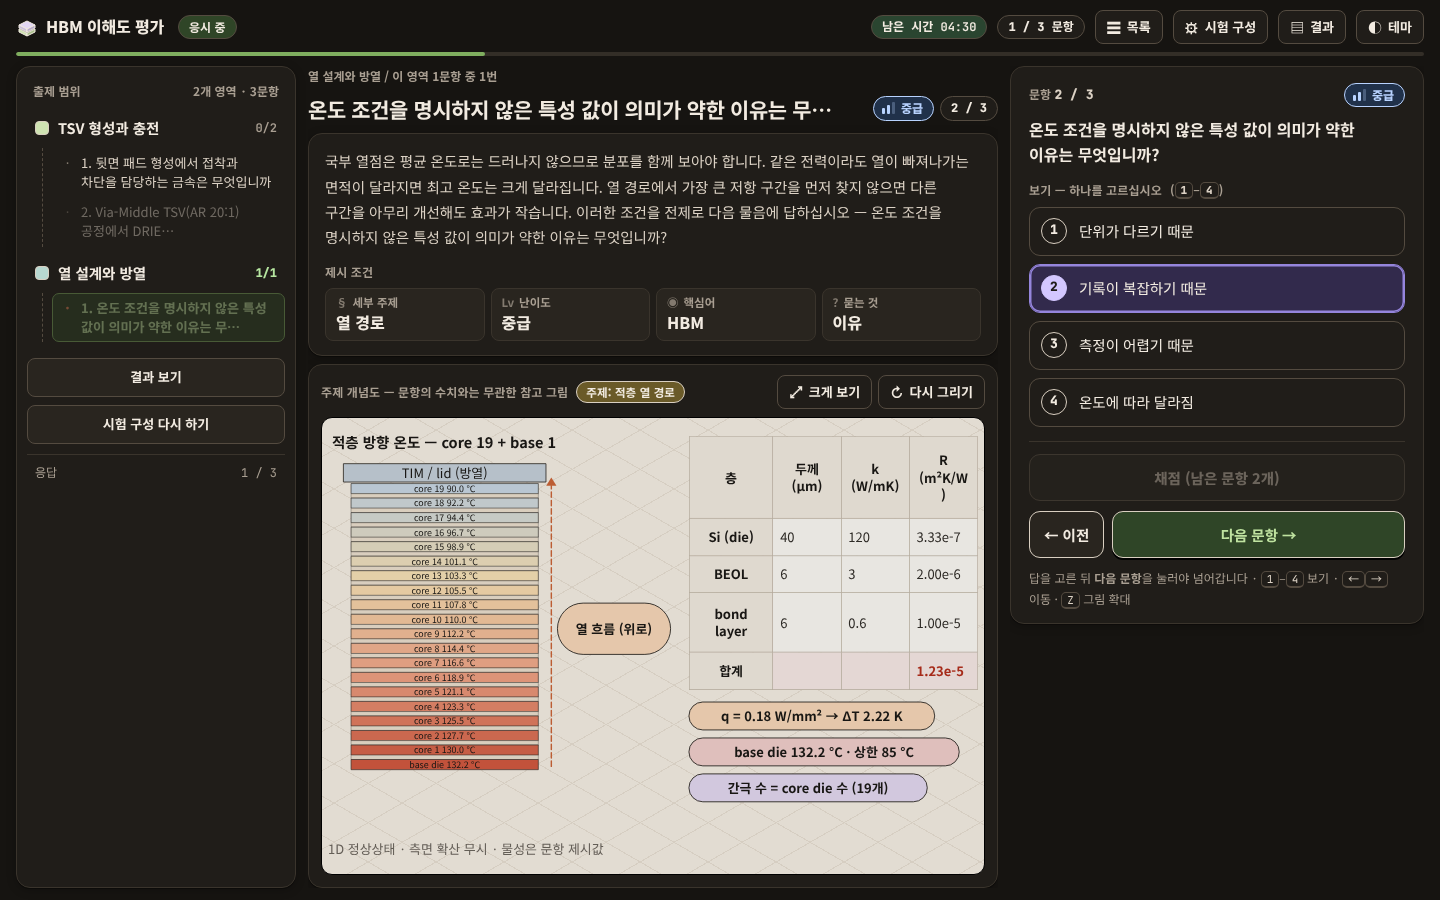 HBM 이해도 평가
응시 중
남은 시간 04:30
1 / 3 문항
목록
시험 구성
결과
테마
출제 범위
2개 영역 · 3문항
TSV 형성과 충전
0/2
· 1. 뒷면 패드 형성에서 접착과
차단을 담당하는 금속은 무엇입니까
· 2. Via-Middle TSV(AR 20:1)
공정에서 DRIE…
열 설계와 방열
1/1
· 1. 온도 조건을 명시하지 않은 특성
값이 의미가 약한 이유는 무…
결과 보기
시험 구성 다시 하기
응답
1 / 3
열 설계와 방열 / 이 영역 1문항 중 1번
온도 조건을 명시하지 않은 특성 값이 의미가 약한 이유는 무…
중급
2 / 3
국부 열점은 평균 온도로는 드러나지 않으므로 분포를 함께 보아야 합니다. 같은 전력이라도 열이 빠져나가는
면적이 달라지면 최고 온도는 크게 달라집니다. 열 경로에서 가장 큰 저항 구간을 먼저 찾지 않으면 다른
구간을 아무리 개선해도 효과가 작습니다. 이러한 조건을 전제로 다음 물음에 답하십시오 — 온도 조건을
명시하지 않은 특성 값이 의미가 약한 이유는 무엇입니까?
제시 조건
§ 세부 주제
열 경로
Lv 난이도
중급
◉ 핵심어
HBM
? 묻는 것
이유
주제 개념도 — 문항의 수치와는 무관한 참고 그림
주제: 적층 열 경로
크게 보기
다시 그리기
적층 방향 온도 — core 19 + base 1
TIM / lid (방열)
core 19 90.0 °C
core 18 92.2 °C
core 17 94.4 °C
core 16 96.7 °C
core 15 98.9 °C
core 14 101.1 °C
core 13 103.3 °C
core 12 105.5 °C
core 11 107.8 °C
core 10 110.0 °C
core 9 112.2 °C
core 8 114.4 °C
core 7 116.6 °C
core 6 118.9 °C
core 5 121.1 °C
core 4 123.3 °C
core 3 125.5 °C
core 2 127.7 °C
core 1 130.0 °C
base die 132.2 °C
열 흐름 (위로)
층
두께
(μm)
k
(W/mK)
R
(m²K/W
)
Si (die) 40 120 3.33e-7
BEOL 6 3 2.00e-6
bond
layer
6 0.6 1.00e-5
합계 1.23e-5
q = 0.18 W/mm² → ΔT 2.22 K
base die 132.2 °C · 상한 85 °C
간극 수 = core die 수 (19개)
1D 정상상태 · 측면 확산 무시 · 물성은 문항 제시값
문항 2 / 3
중급
온도 조건을 명시하지 않은 특성 값이 의미가 약한
이유는 무엇입니까?
보기 — 하나를 고르십시오 (1–4)
1 단위가 다르기 때문
2 기록이 복잡하기 때문
3 측정이 어렵기 때문
4 온도에 따라 달라짐
채점 (남은 문항 2개)
← 이전
다음 문항 →
답을 고른 뒤 다음 문항을 눌러야 넘어갑니다 · 1–4 보기 · ← →
이동 · Z 그림 확대